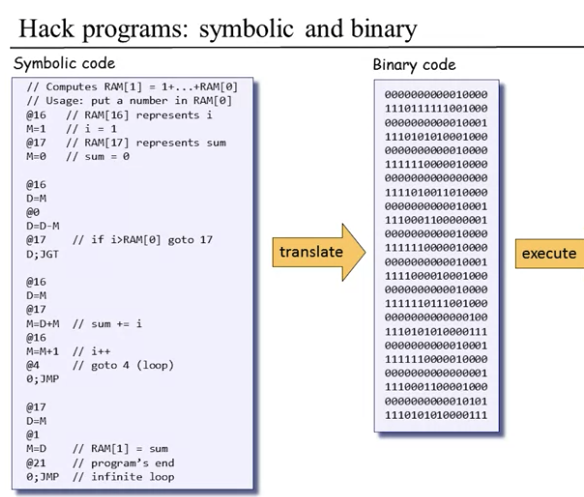 Hack programs: symbolic and binary
Symbolic code
// Computes RAM[1] = 1+...+RAM[0]
// Usage: put a number in RAM[0]
@16 // RAM[16] represents i
M=1 // i = 1
@17 // RAM[17] represents sum
M=0 // sum = 0
@16
D=M
@0
D=D-M
@17 // if i>RAM[0] goto 17
D;JGT
@16
D=M
@17
M=D+M // sum += i
@16
M=M+1 // i++
@4 // goto 4 (loop)
0;JMP
@17
D=M
@1
M=D // RAM[1] = sum
@21 // program's end
0;JMP // infinite loop
translate
Binary code
0000000000010000
1110111111001000
0000000000010001
1110101010001000
0000000000010000
1111110000010000
0000000000000000
1111010011010000
0000000000010001
1110001100000001
0000000000010000
1111110000010000
0000000000010001
1111000010001000
0000000000010000
1111110111001000
0000000000000100
1110101010000111
0000000000010001
1111110000010000
0000000000000001
1110001100001000
0000000000010101
1110101010000111
execute